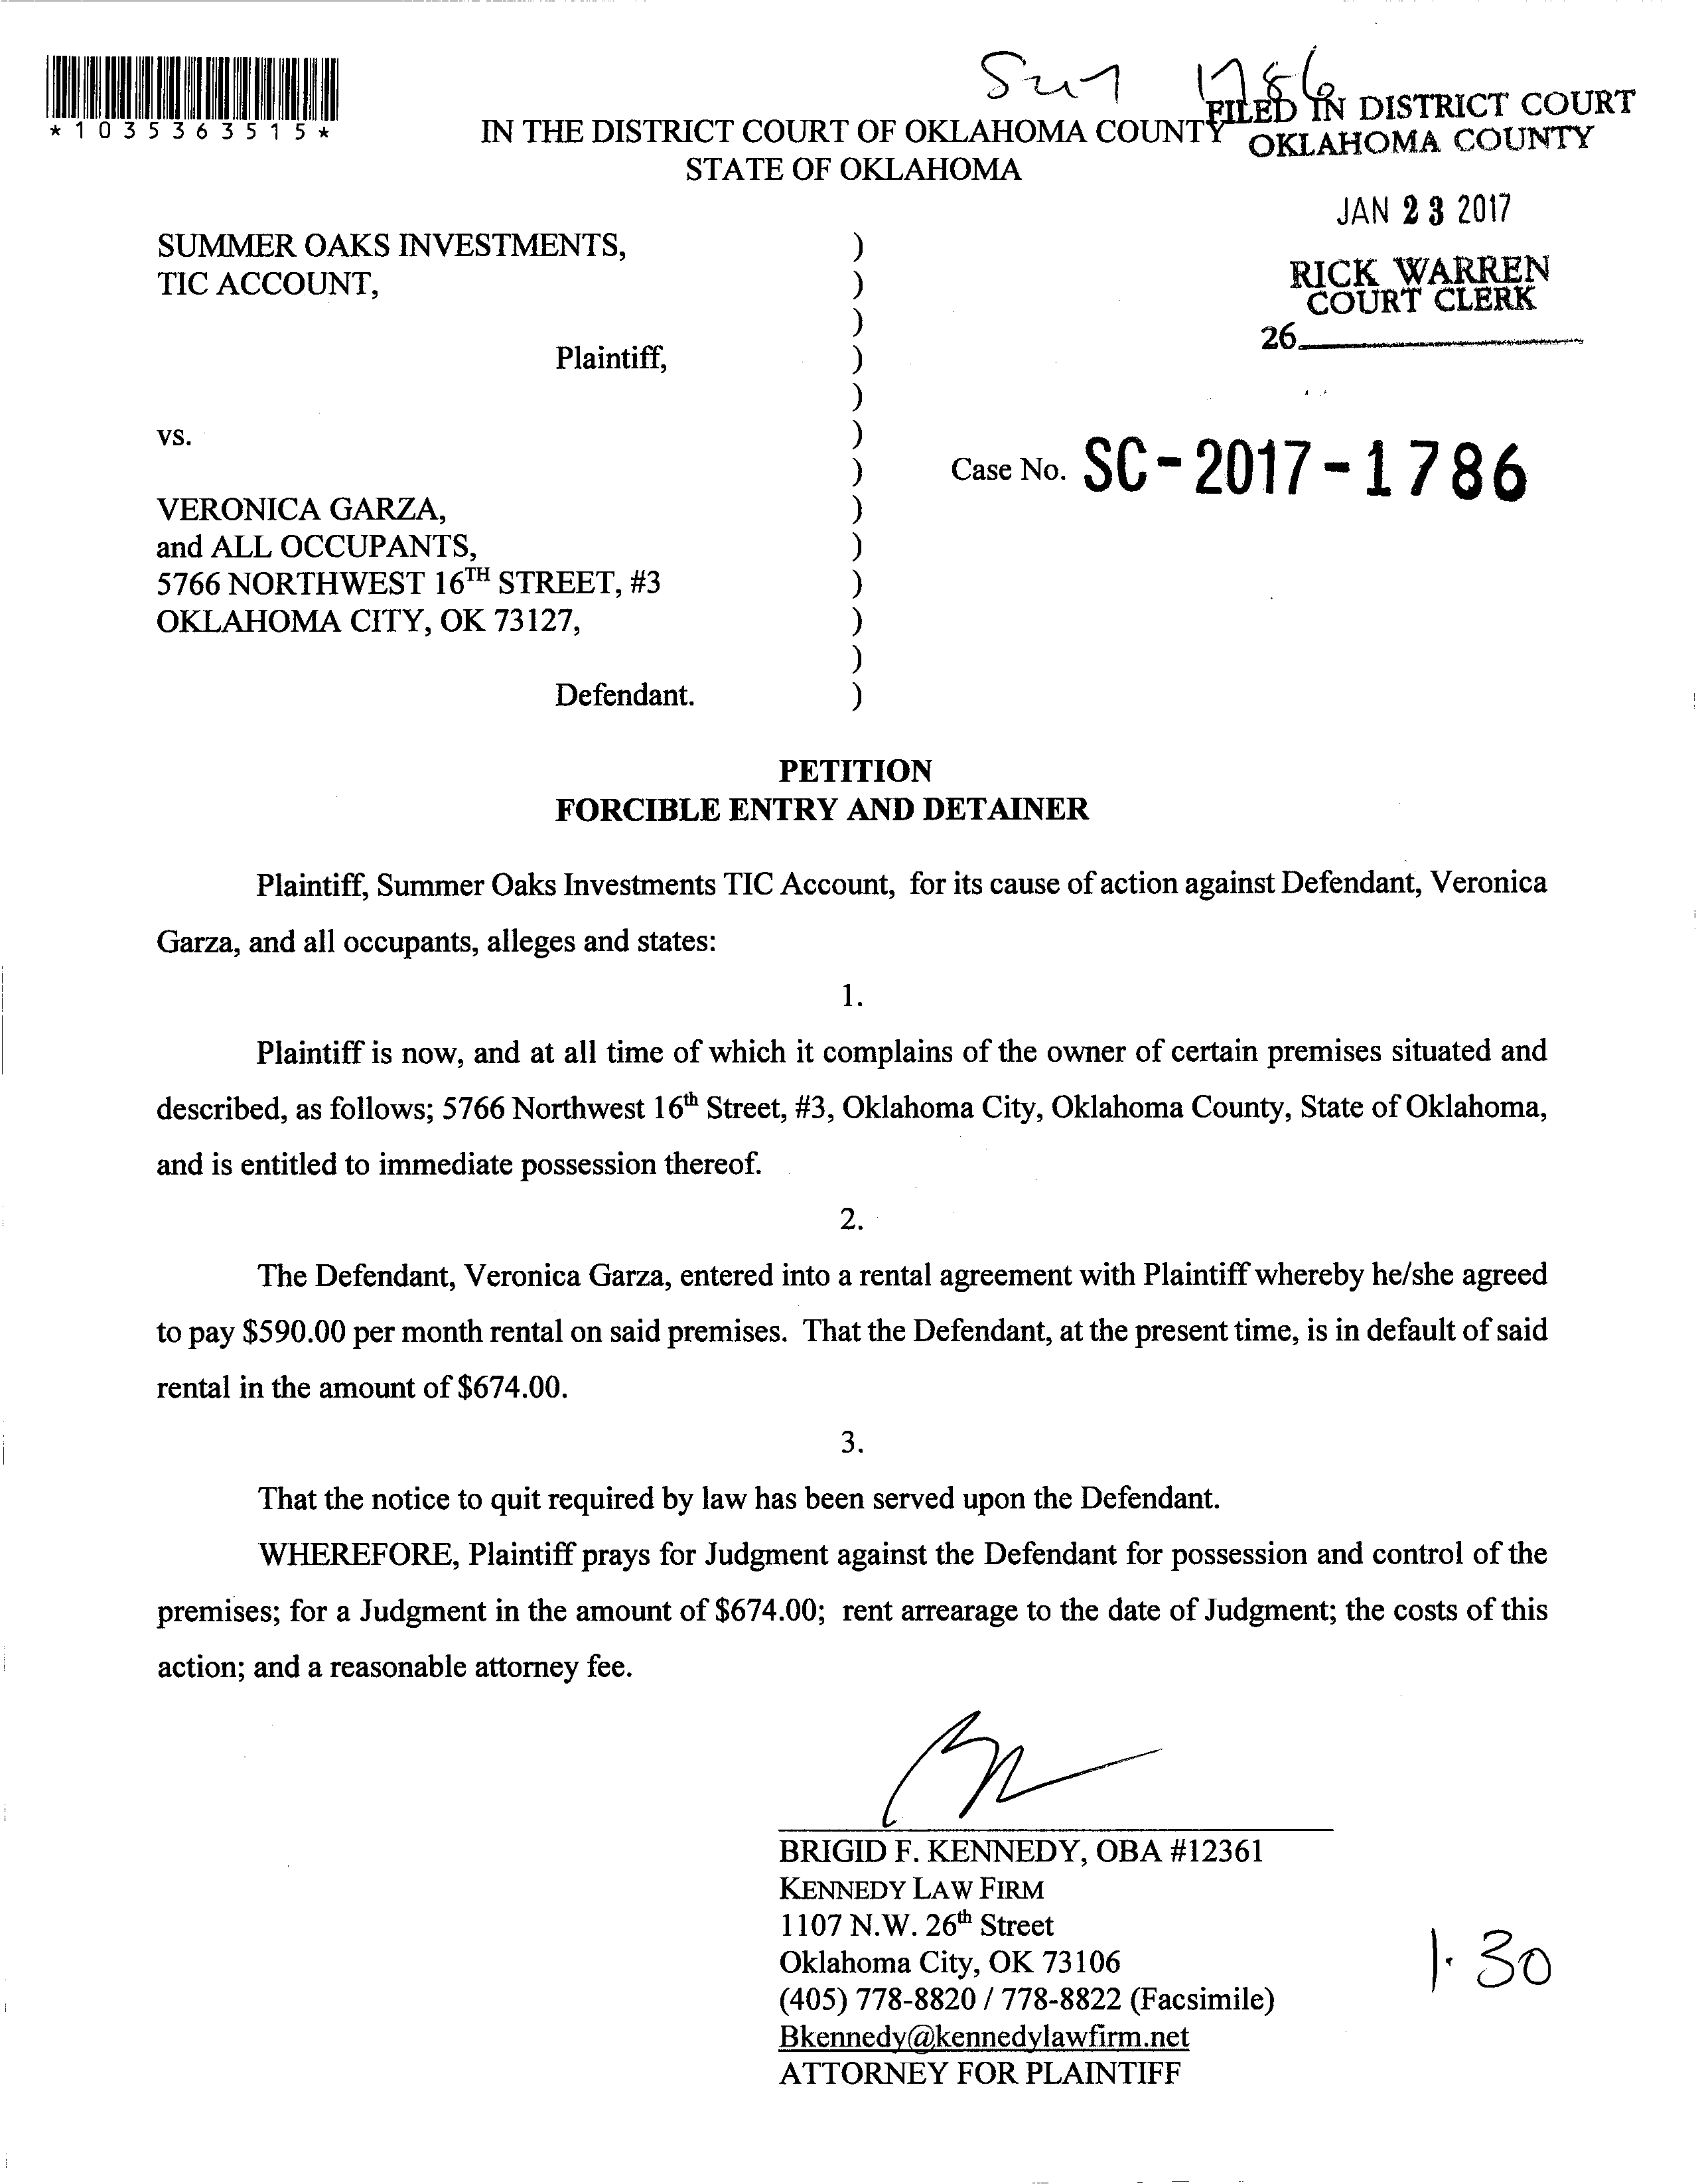 1786
*1035363515*
FILED IN DISTRICT COURT
OKLAHOMA COUNTY
IN THE DISTRICT COURT OF OKLAHOMA COUNTY
STATE OF OKLAHOMA
JAN 23 2017
RICK WARREN
COURT CLERK
26
SUMMER OAKS INVESTMENTS, )
TIC ACCOUNT, )
)
Plaintiff, )
)
vs. )
) Case No. SC-2017-1786
VERONICA GARZA, )
and ALL OCCUPANTS, )
5766 NORTHWEST 16TH STREET, #3 )
OKLAHOMA CITY, OK 73127, )
)
Defendant. )
PETITION
FORCIBLE ENTRY AND DETAINER
Plaintiff, Summer Oaks Investments TIC Account, for its cause of action against Defendant, Veronica
Garza, and all occupants, alleges and states:
1.
Plaintiff is now, and at all time of which it complains of the owner of certain premises situated and
described, as follows; 5766 Northwest 16th Street, #3, Oklahoma City, Oklahoma County, State of Oklahoma,
and is entitled to immediate possession thereof.
2.
The Defendant, Veronica Garza, entered into a rental agreement with Plaintiff whereby he/she agreed
to pay $590.00 per month rental on said premises. That the Defendant, at the present time, is in default of said
rental in the amount of $674.00.
3.
That the notice to quit required by law has been served upon the Defendant.
WHEREFORE, Plaintiff prays for Judgment against the Defendant for possession and control of the
premises; for a Judgment in the amount of $674.00; rent arrearage to the date of Judgment; the costs of this
action; and a reasonable attorney fee.
BRIGID F. KENNEDY, OBA #12361
KENNEDY LAW FIRM
1107 N.W. 26th Street
Oklahoma City, OK 73106
(405) 778-8820 / 778-8822 (Facsimile)
Bkennedy@kennedylawfirm.net
ATTORNEY FOR PLAINTIFF
1.30